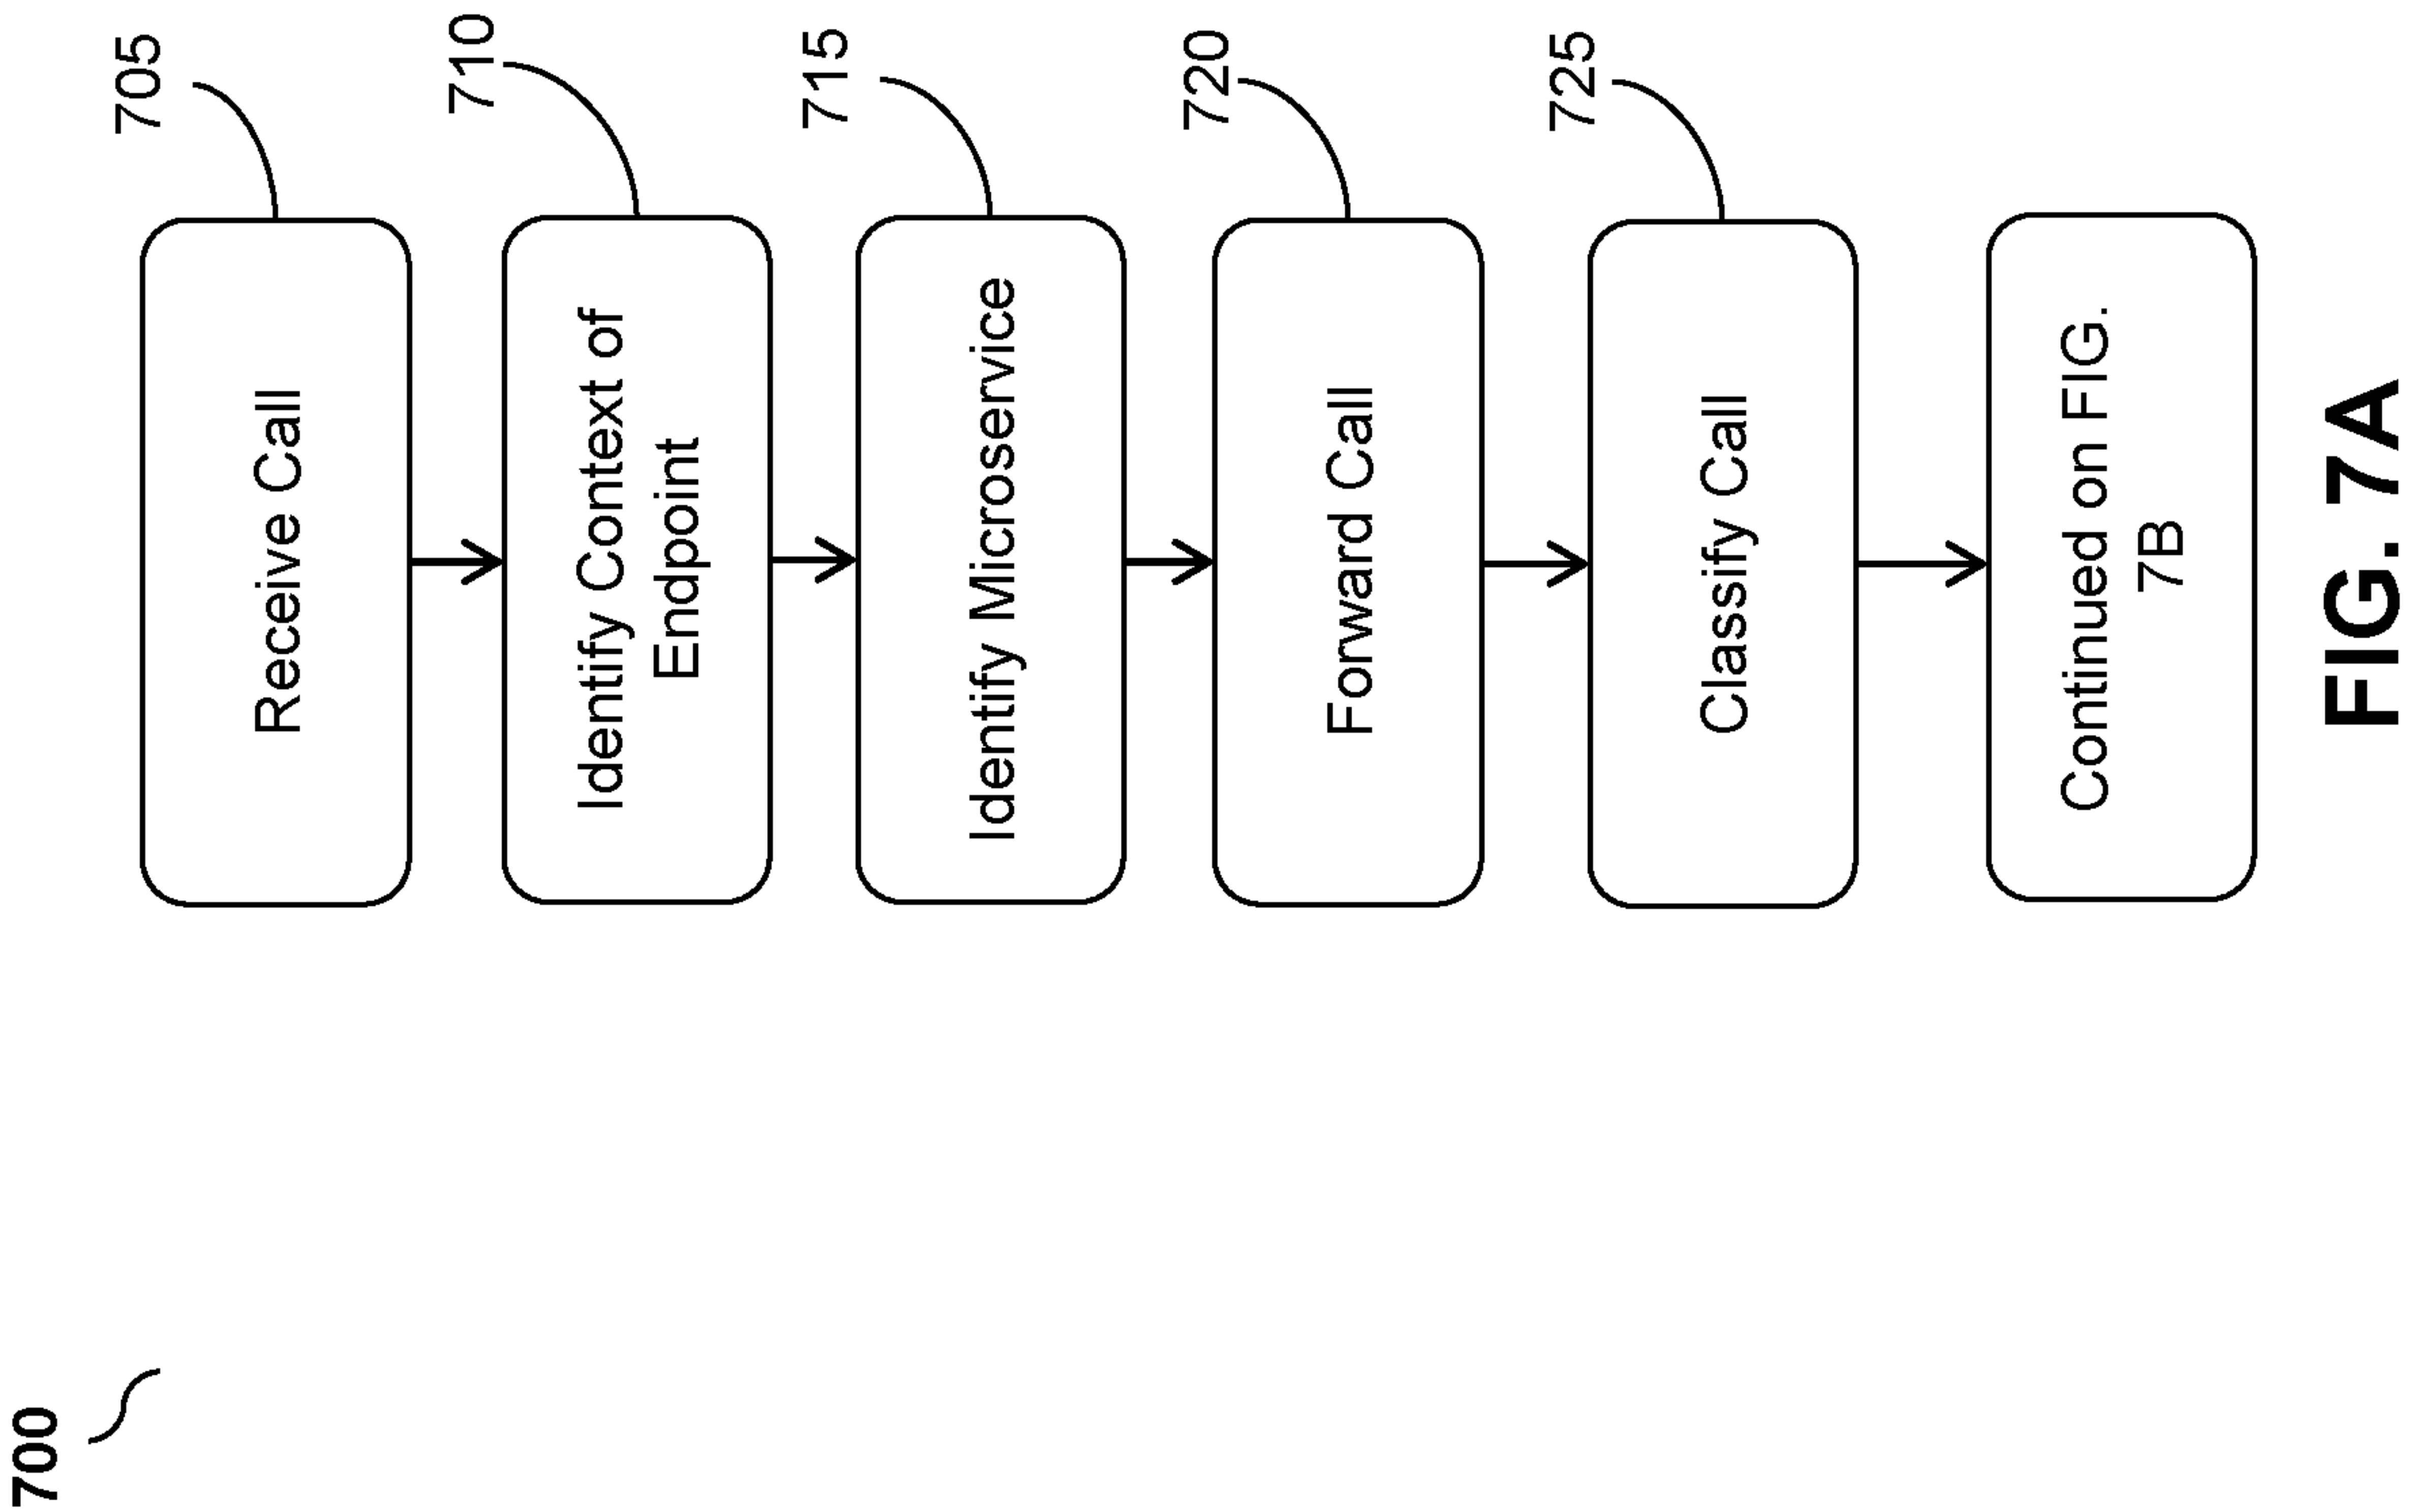 700
Receive Call
705
Identify Context of
Endpoint
710
Identify Microservice
715
Forward Call
720
Classify Call
725
Continued on FIG.
7B
FIG. 7A